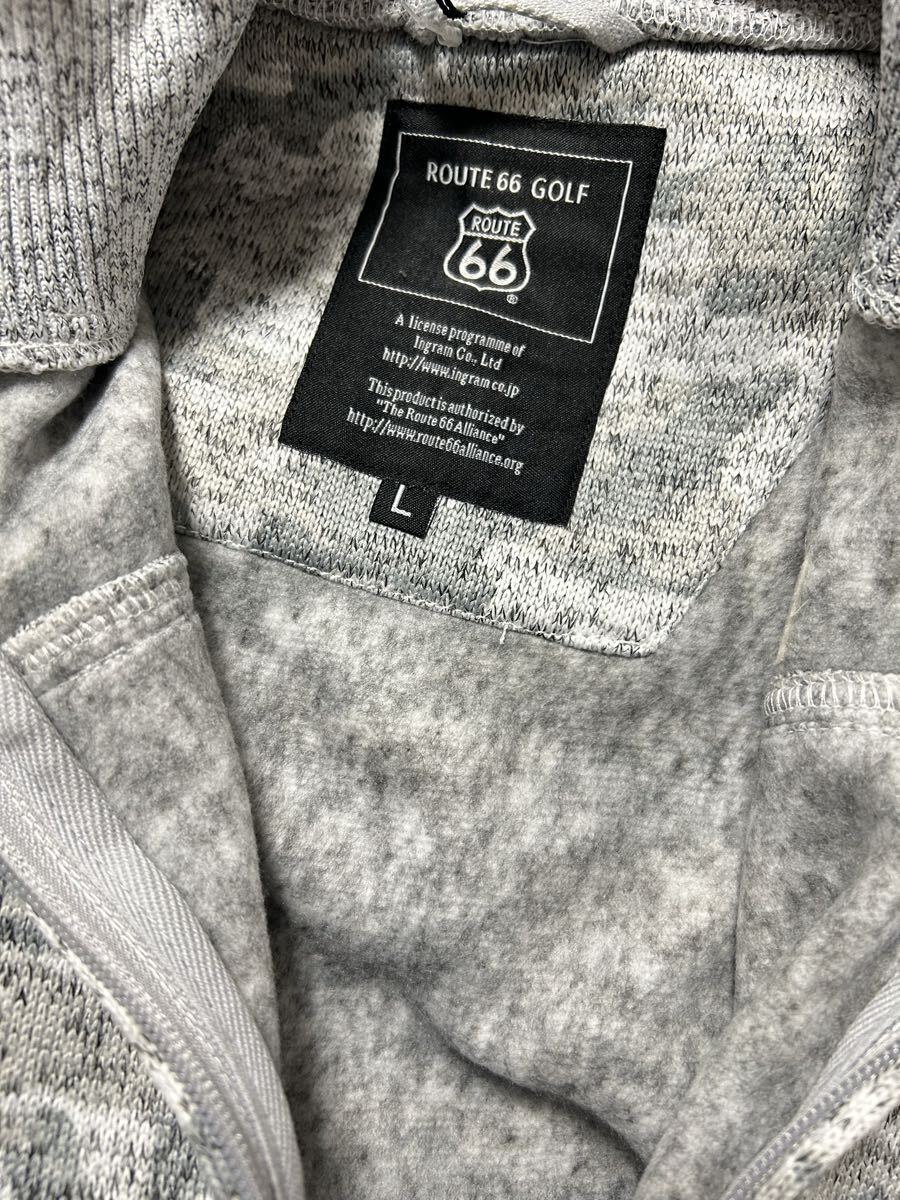 ROUTE 66 GOLF
ROUTE
66
®
A license programme of
Ingram Co., Ltd
http://www.ingram.co.jp
This product is authorized by
"The Route 66 Alliance"
http://www.route66alliance.org
L